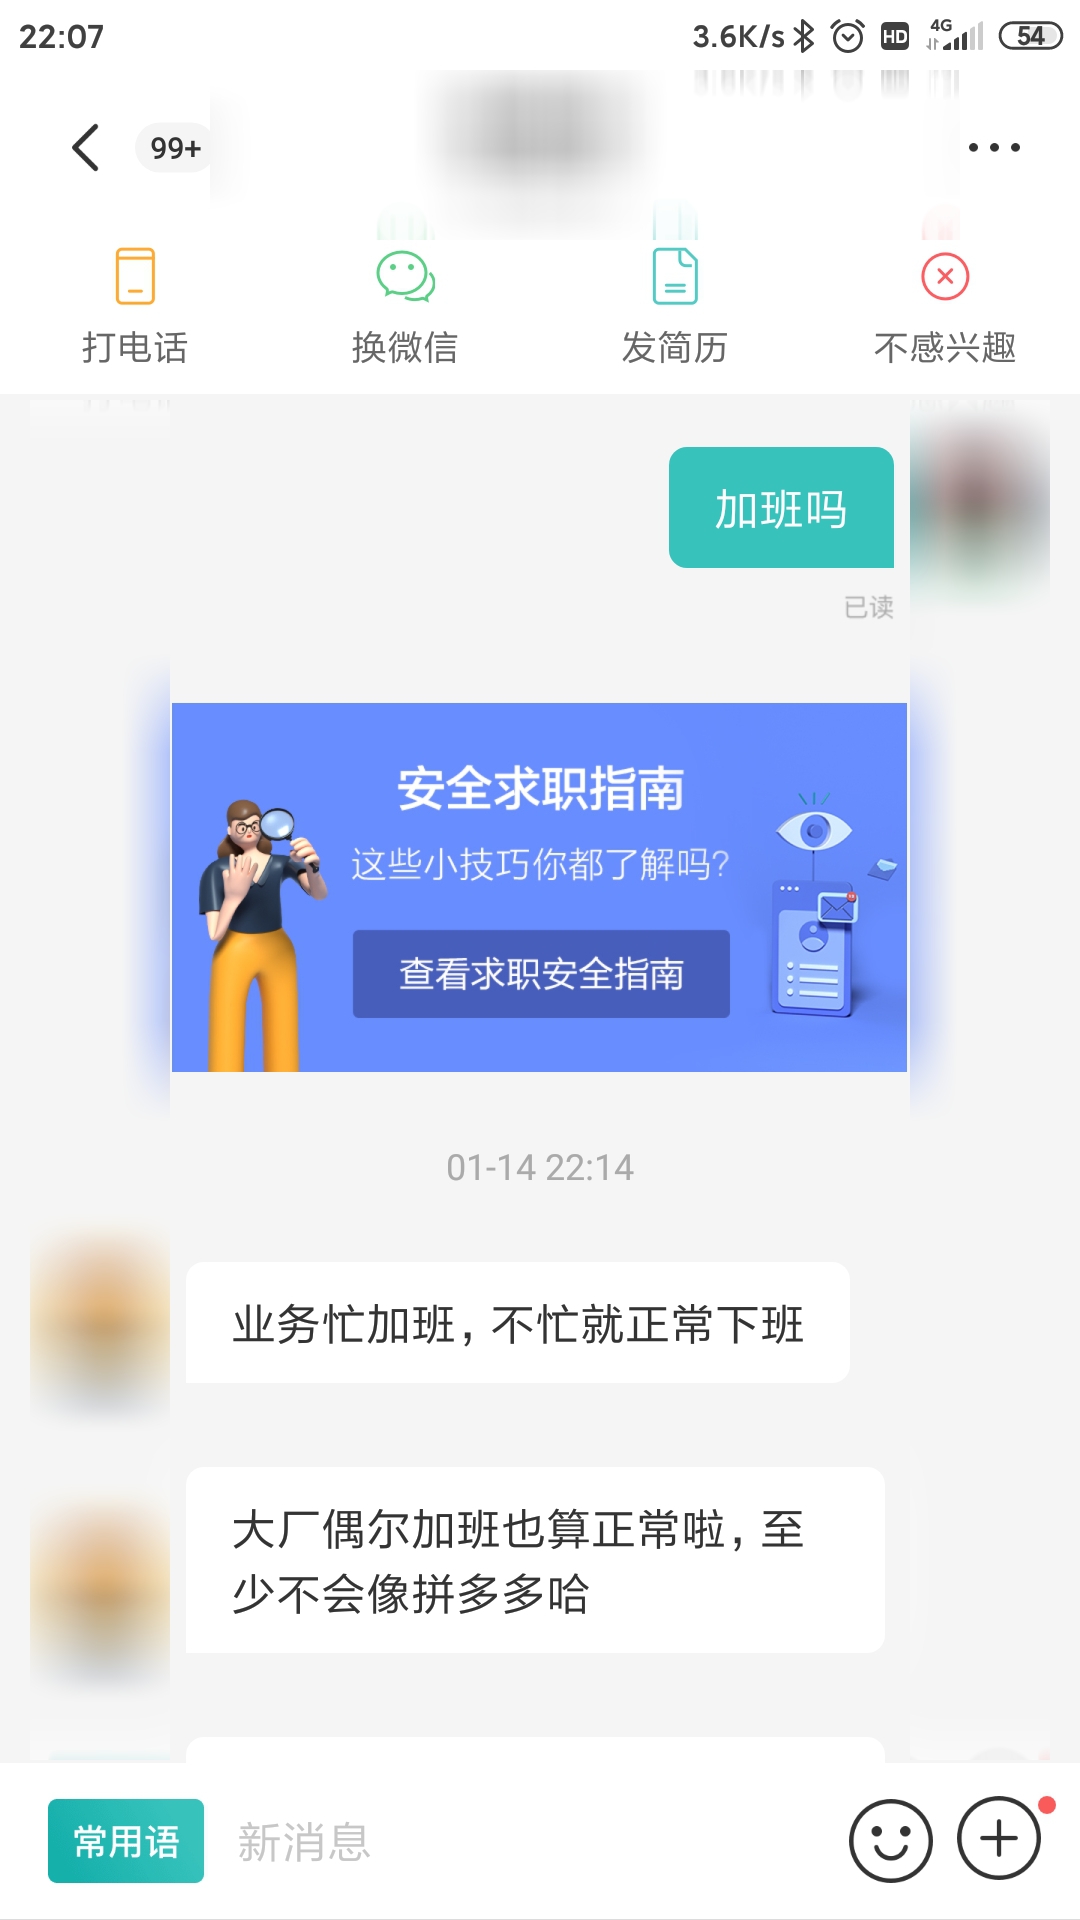 22:07
3.6K/s HD 4G 54
99+
打电话
换微信
发简历
不感兴趣
加班吗
已读
安全求职指南
这些小技巧你都了解吗?
查看求职安全指南
01-14 22:14
业务忙加班，不忙就正常下班
大厂偶尔加班也算正常啦，至
少不会像拼多多哈
常用语
新消息